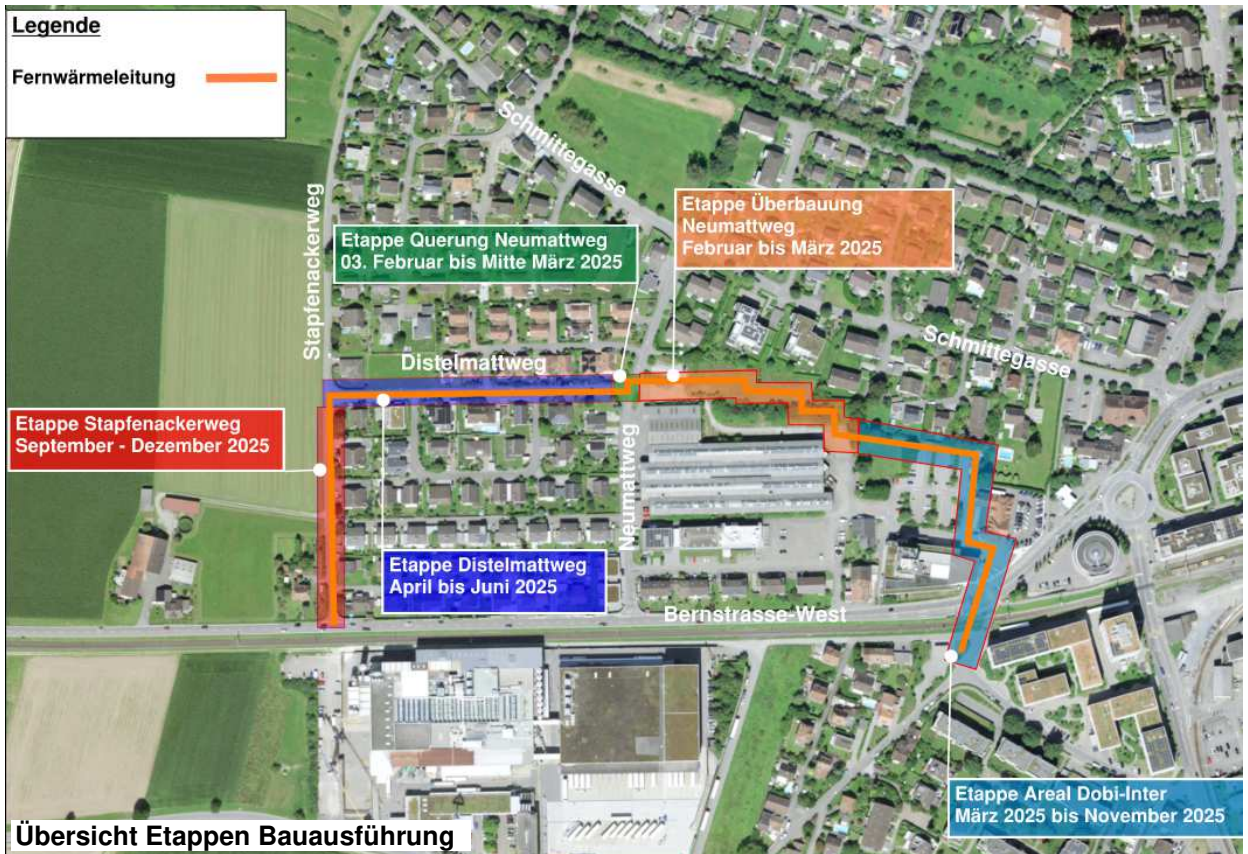 Legende
Fernwärmeleitung
Schmittegasse
Stapfenackerweg
Etappe Überbauung
Neumattweg
Februar bis März 2025
Etappe Querung Neumattweg
03. Februar bis Mitte März 2025
Schmittegasse
Distelmattweg
Etappe Stapfenackerweg
September - Dezember 2025
Neumattweg
Etappe Distelmattweg
April bis Juni 2025
Bernstrasse-West
Etappe Areal Dobi-Inter
März 2025 bis November 2025
Übersicht Etappen Bauausführung